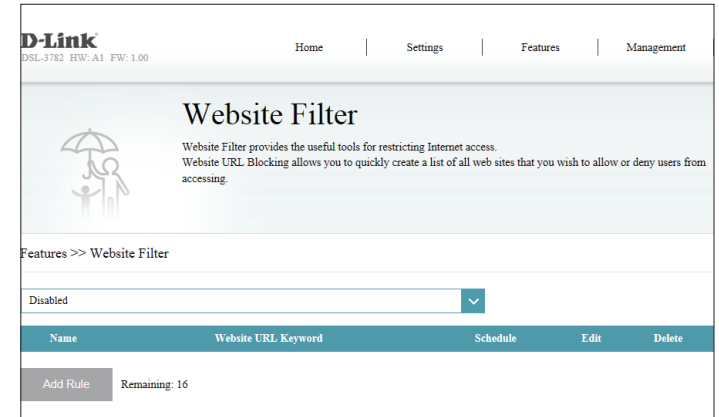 D-Link
DSL-3782 HW: A1 FW: 1.00
Home Settings Features Management
Website Filter
Website Filter provides the useful tools for restricting Internet access.
Website URL Blocking allows you to quickly create a list of all web sites that you wish to allow or deny users from
accessing.
Features >> Website Filter
Disabled
Name Website URL Keyword Schedule Edit Delete
Add Rule Remaining: 16